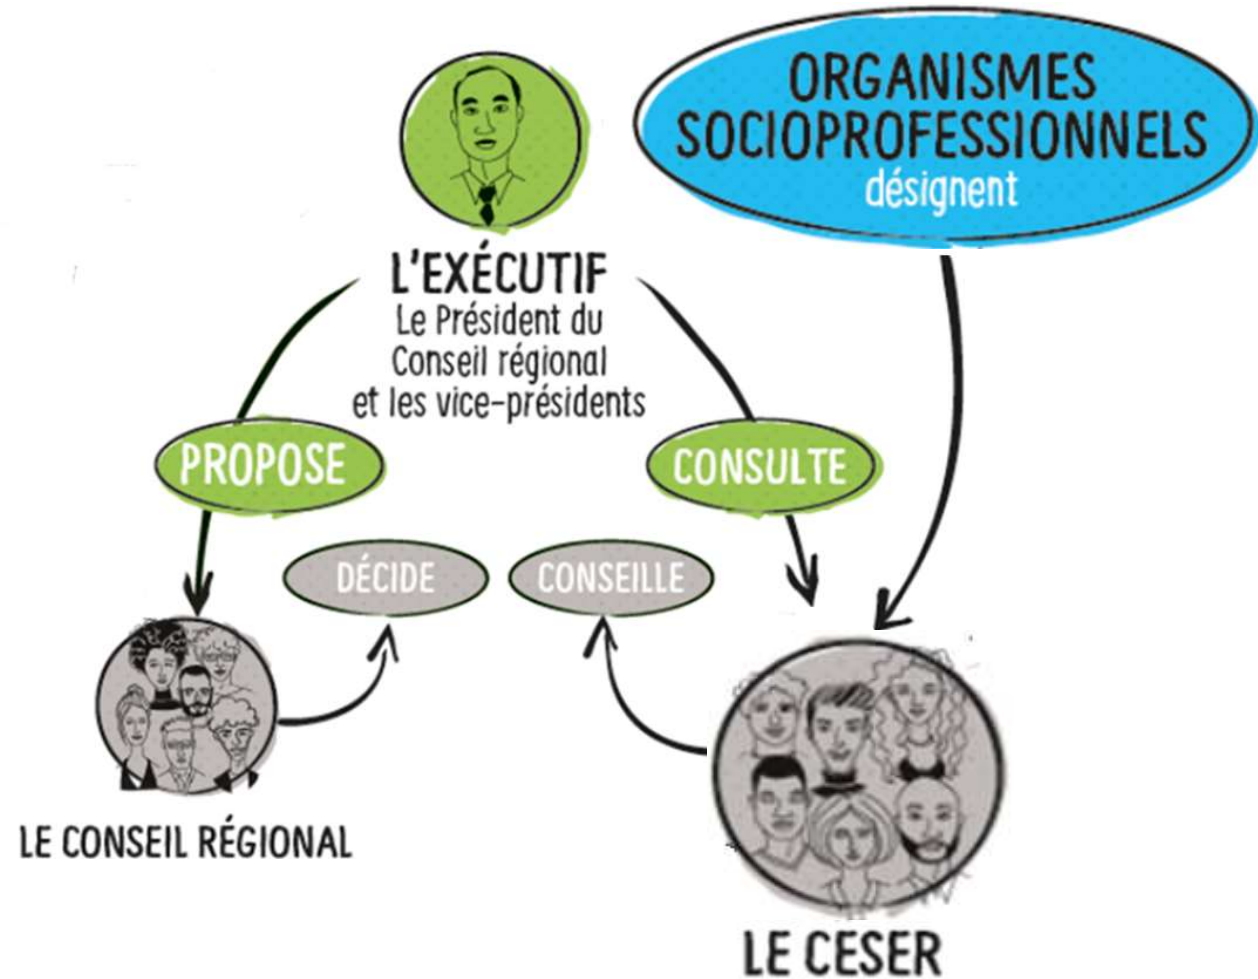 ORGANISMES
SOCIOPROFESSIONNELS
désignent
L'EXÉCUTIF
Le Président du
Conseil régional
et les vice-présidents
PROPOSE
CONSULTE
DÉCIDE
CONSEILLE
LE CONSEIL RÉGIONAL
LE CESER